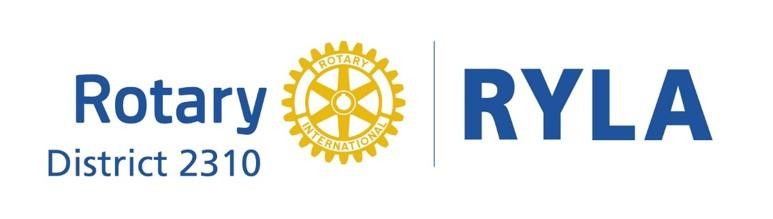 Rotary
District 2310
ROTARY
INTERNATIONAL
RYLA